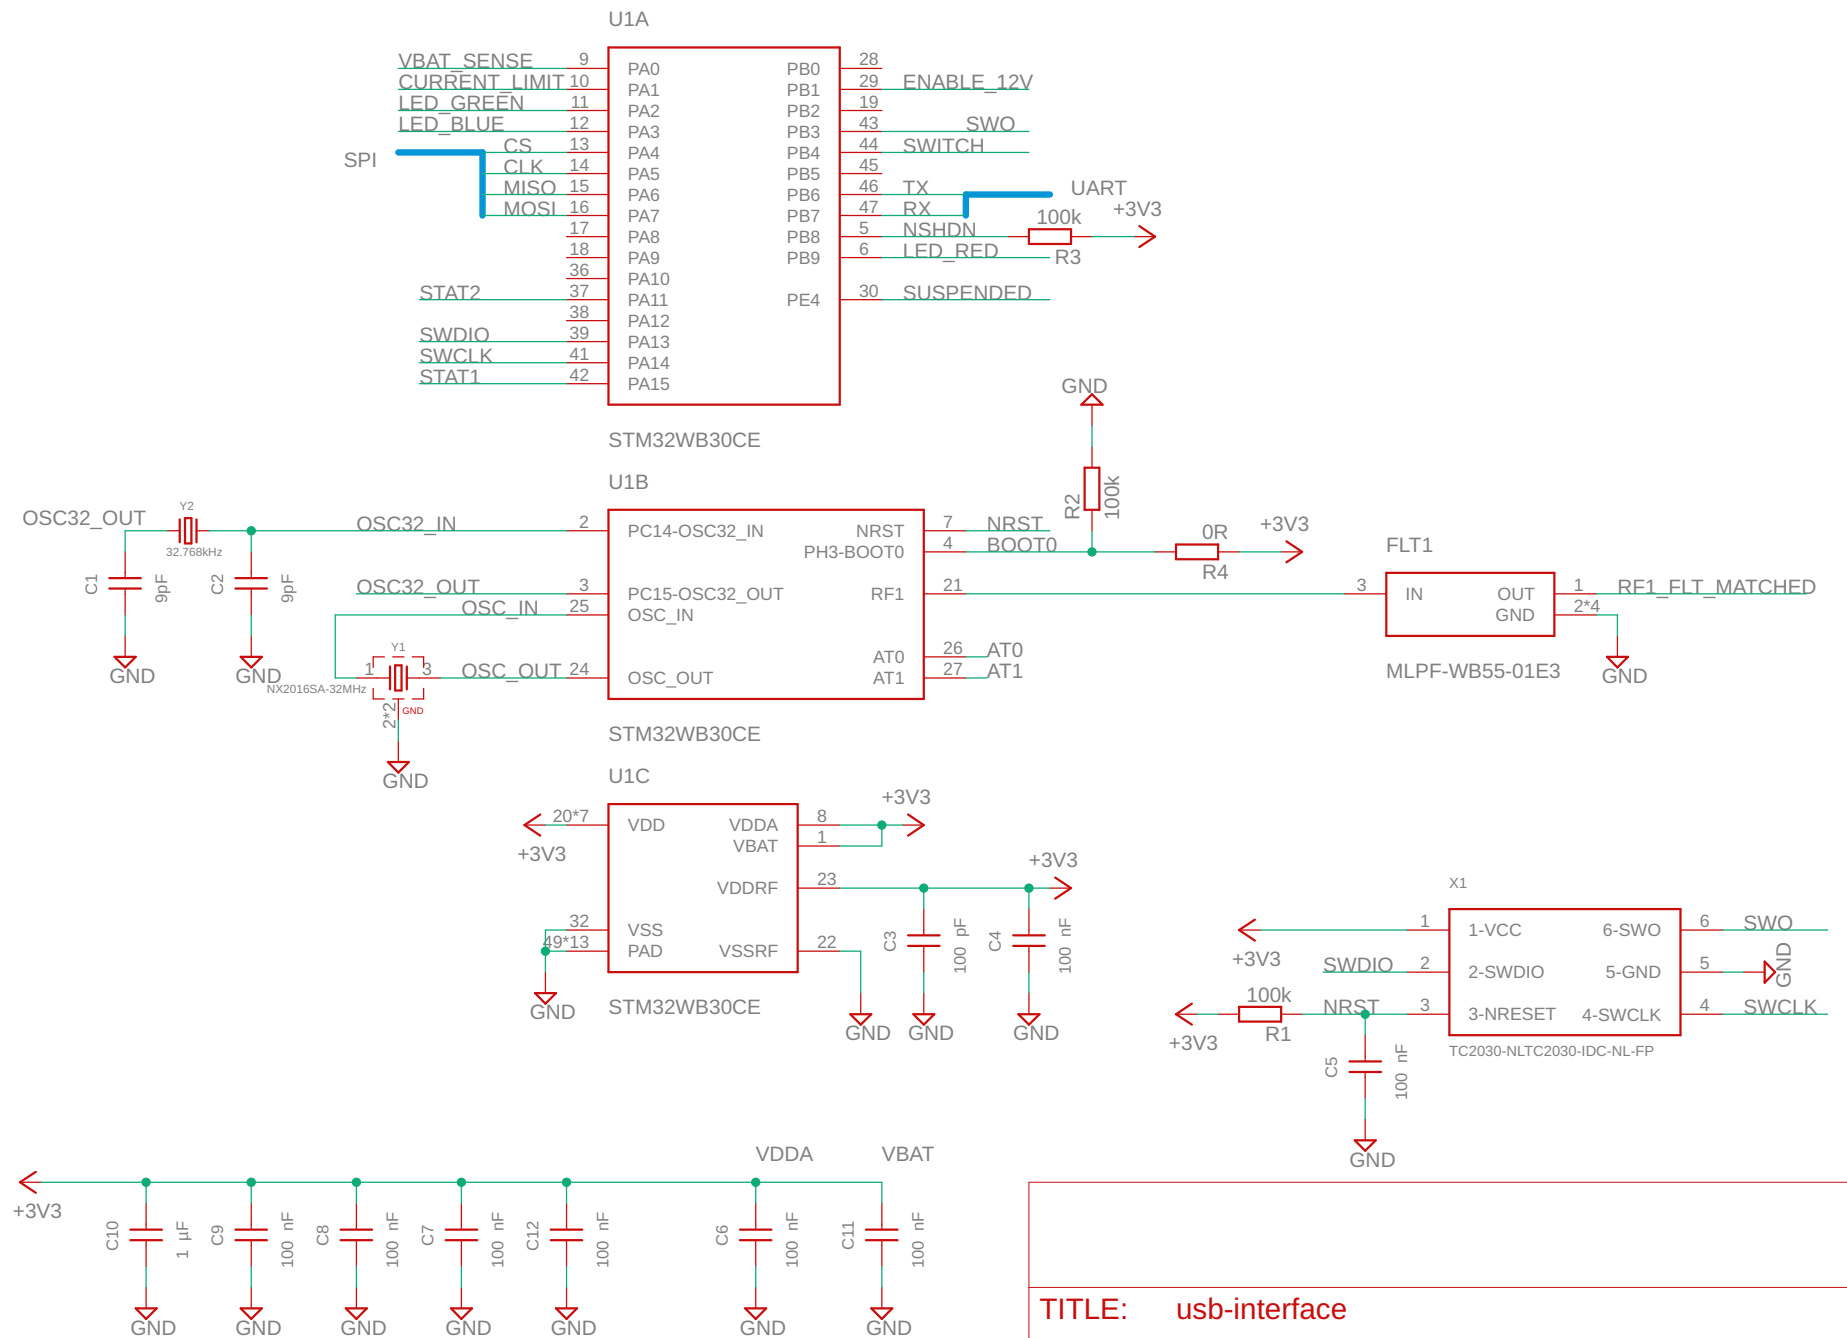 U1A
VBAT_SENSE 9 PA0 PB0 28
CURRENT_LIMIT 10 PA1 PB1 29 ENABLE_12V
LED_GREEN 11 PA2 PB2 19
LED_BLUE 12 PA3 PB3 43 SWO
SPI CS 13 PA4 PB4 44 SWITCH
CLK 14 PA5 PB5 45
MISO 15 PA6 PB6 46 TX UART
MOSI 16 PA7 PB7 47 RX 100k +3V3
17 PA8 PB8 5 NSHDN
18 PA9 PB9 6 LED_RED R3
36 PA10
STAT2 37 PA11 PE4 30 SUSPENDED
38 PA12
SWDIO 39 PA13
SWCLK 41 PA14
STAT1 42 PA15
STM32WB30CE
GND
R2
100k
U1B
OSC32_OUT Y2 OSC32_IN 2 PC14-OSC32_IN NRST 7 NRST 0R +3V3
32.768kHz PH3-BOOT0 4 BOOT0 R4
C1 9pF C2 9pF
OSC32_OUT 3 PC15-OSC32_OUT RF1 21
OSC_IN 25 OSC_IN
GND GND
AT0 26 AT0
Y1 1 3 OSC_OUT 24 OSC_OUT AT1 27 AT1
NX2016SA-32MHz
2*2 GND
GND
STM32WB30CE
FLT1
3 IN OUT 1 RF1_FLT_MATCHED
GND 2*4
MLPF-WB55-01E3 GND
U1C
20*7 VDD VDDA 8 +3V3
+3V3 VBAT 1
VDDRF 23 +3V3
32 VSS C3 100 pF C4 100 nF
49*13 PAD VSSRF 22
GND STM32WB30CE GND GND GND
X1
1 1-VCC 6-SWO 6 SWO
+3V3
SWDIO 2 2-SWDIO 5-GND 5 GND
100k NRST 3 3-NRESET 4-SWCLK 4 SWCLK
+3V3 R1
TC2030-NLTC2030-IDC-NL-FP
C5 100 nF
GND
VDDA VBAT
+3V3
C10 1 µF C9 100 nF C8 100 nF C7 100 nF C12 100 nF C6 100 nF C11 100 nF
GND GND GND GND GND GND GND
TITLE: usb-interface